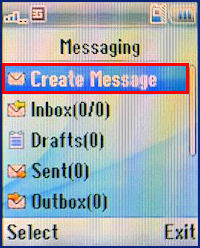 Messaging
Create Message
Inbox(0/0)
Drafts(0)
Sent(0)
Outbox(0)
Select Exit